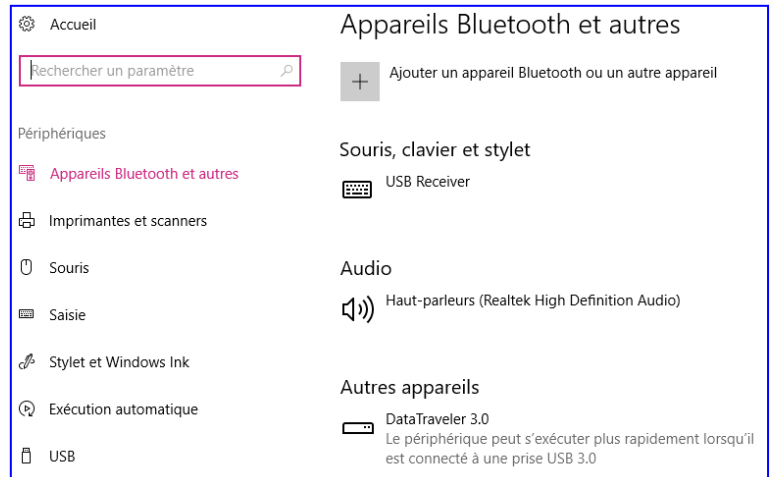 Accueil
Rechercher un paramètre
Périphériques
Appareils Bluetooth et autres
Imprimantes et scanners
Souris
Saisie
Stylet et Windows Ink
Exécution automatique
USB
Appareils Bluetooth et autres
Ajouter un appareil Bluetooth ou un autre appareil
Souris, clavier et stylet
USB Receiver
Audio
Haut-parleurs (Realtek High Definition Audio)
Autres appareils
DataTraveler 3.0
Le périphérique peut s’exécuter plus rapidement lorsqu’il
est connecté à une prise USB 3.0